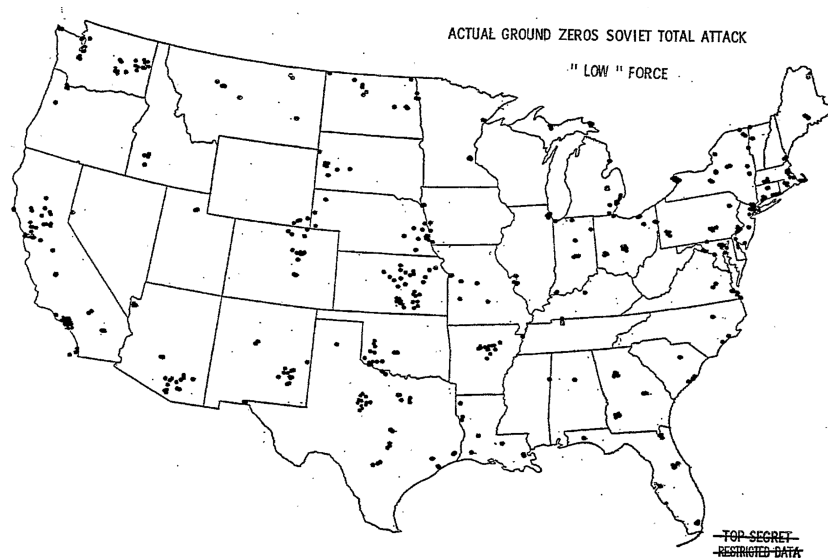 ACTUAL GROUND ZEROS SOVIET TOTAL ATTACK
" LOW " FORCE
TOP SECRET
RESTRICTED DATA